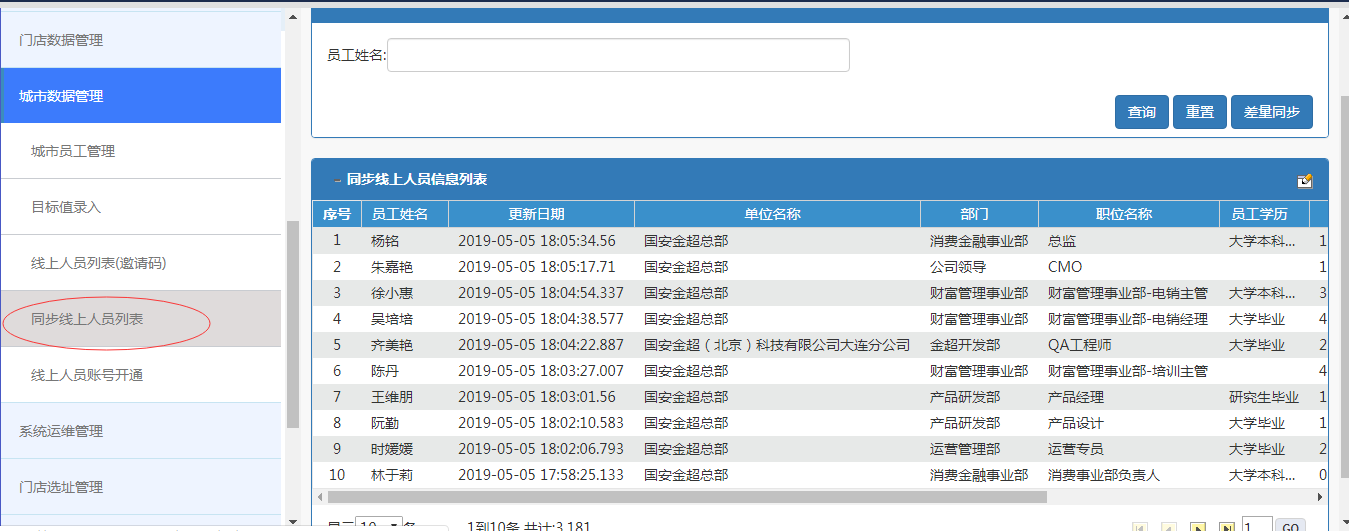 门店数据管理
城市数据管理
城市员工管理
目标值录入
线上人员列表(邀请码)
同步线上人员列表
线上人员账号开通
系统运维管理
门店选址管理
员工姓名:
查询 重置 差量同步
同步线上人员信息列表
序号 员工姓名 更新日期 单位名称 部门 职位名称 员工学历
1 杨铭 2019-05-05 18:05:34.56 国安金超总部 消费金融事业部 总监 大学本科... 1
2 朱嘉艳 2019-05-05 18:05:17.71 国安金超总部 公司领导 CMO 1
3 徐小惠 2019-05-05 18:04:54.337 国安金超总部 财富管理事业部 财富管理事业部-电销主管 大学本科... 3
4 吴培培 2019-05-05 18:04:38.577 国安金超总部 财富管理事业部 财富管理事业部-电销经理 大学毕业 4
5 齐美艳 2019-05-05 18:04:22.887 国安金超（北京）科技有限公司大连分公司 金超开发部 QA工程师 大学毕业 2
6 陈丹 2019-05-05 18:03:27.007 国安金超总部 财富管理事业部 财富管理事业部-培训主管 4
7 王维朋 2019-05-05 18:03:01.56 国安金超总部 产品研发部 产品经理 研究生毕业 1
8 阮勤 2019-05-05 18:02:10.583 国安金超总部 产品研发部 产品设计 大学毕业 1
9 时媛媛 2019-05-05 18:02:06.793 国安金超总部 运营管理部 运营专员 大学毕业 2
10 林于莉 2019-05-05 17:58:25.133 国安金超总部 消费金融事业部 消费事业部负责人 大学本科... 0
显示 10 条 1到10条 共计:3,181 1 GO